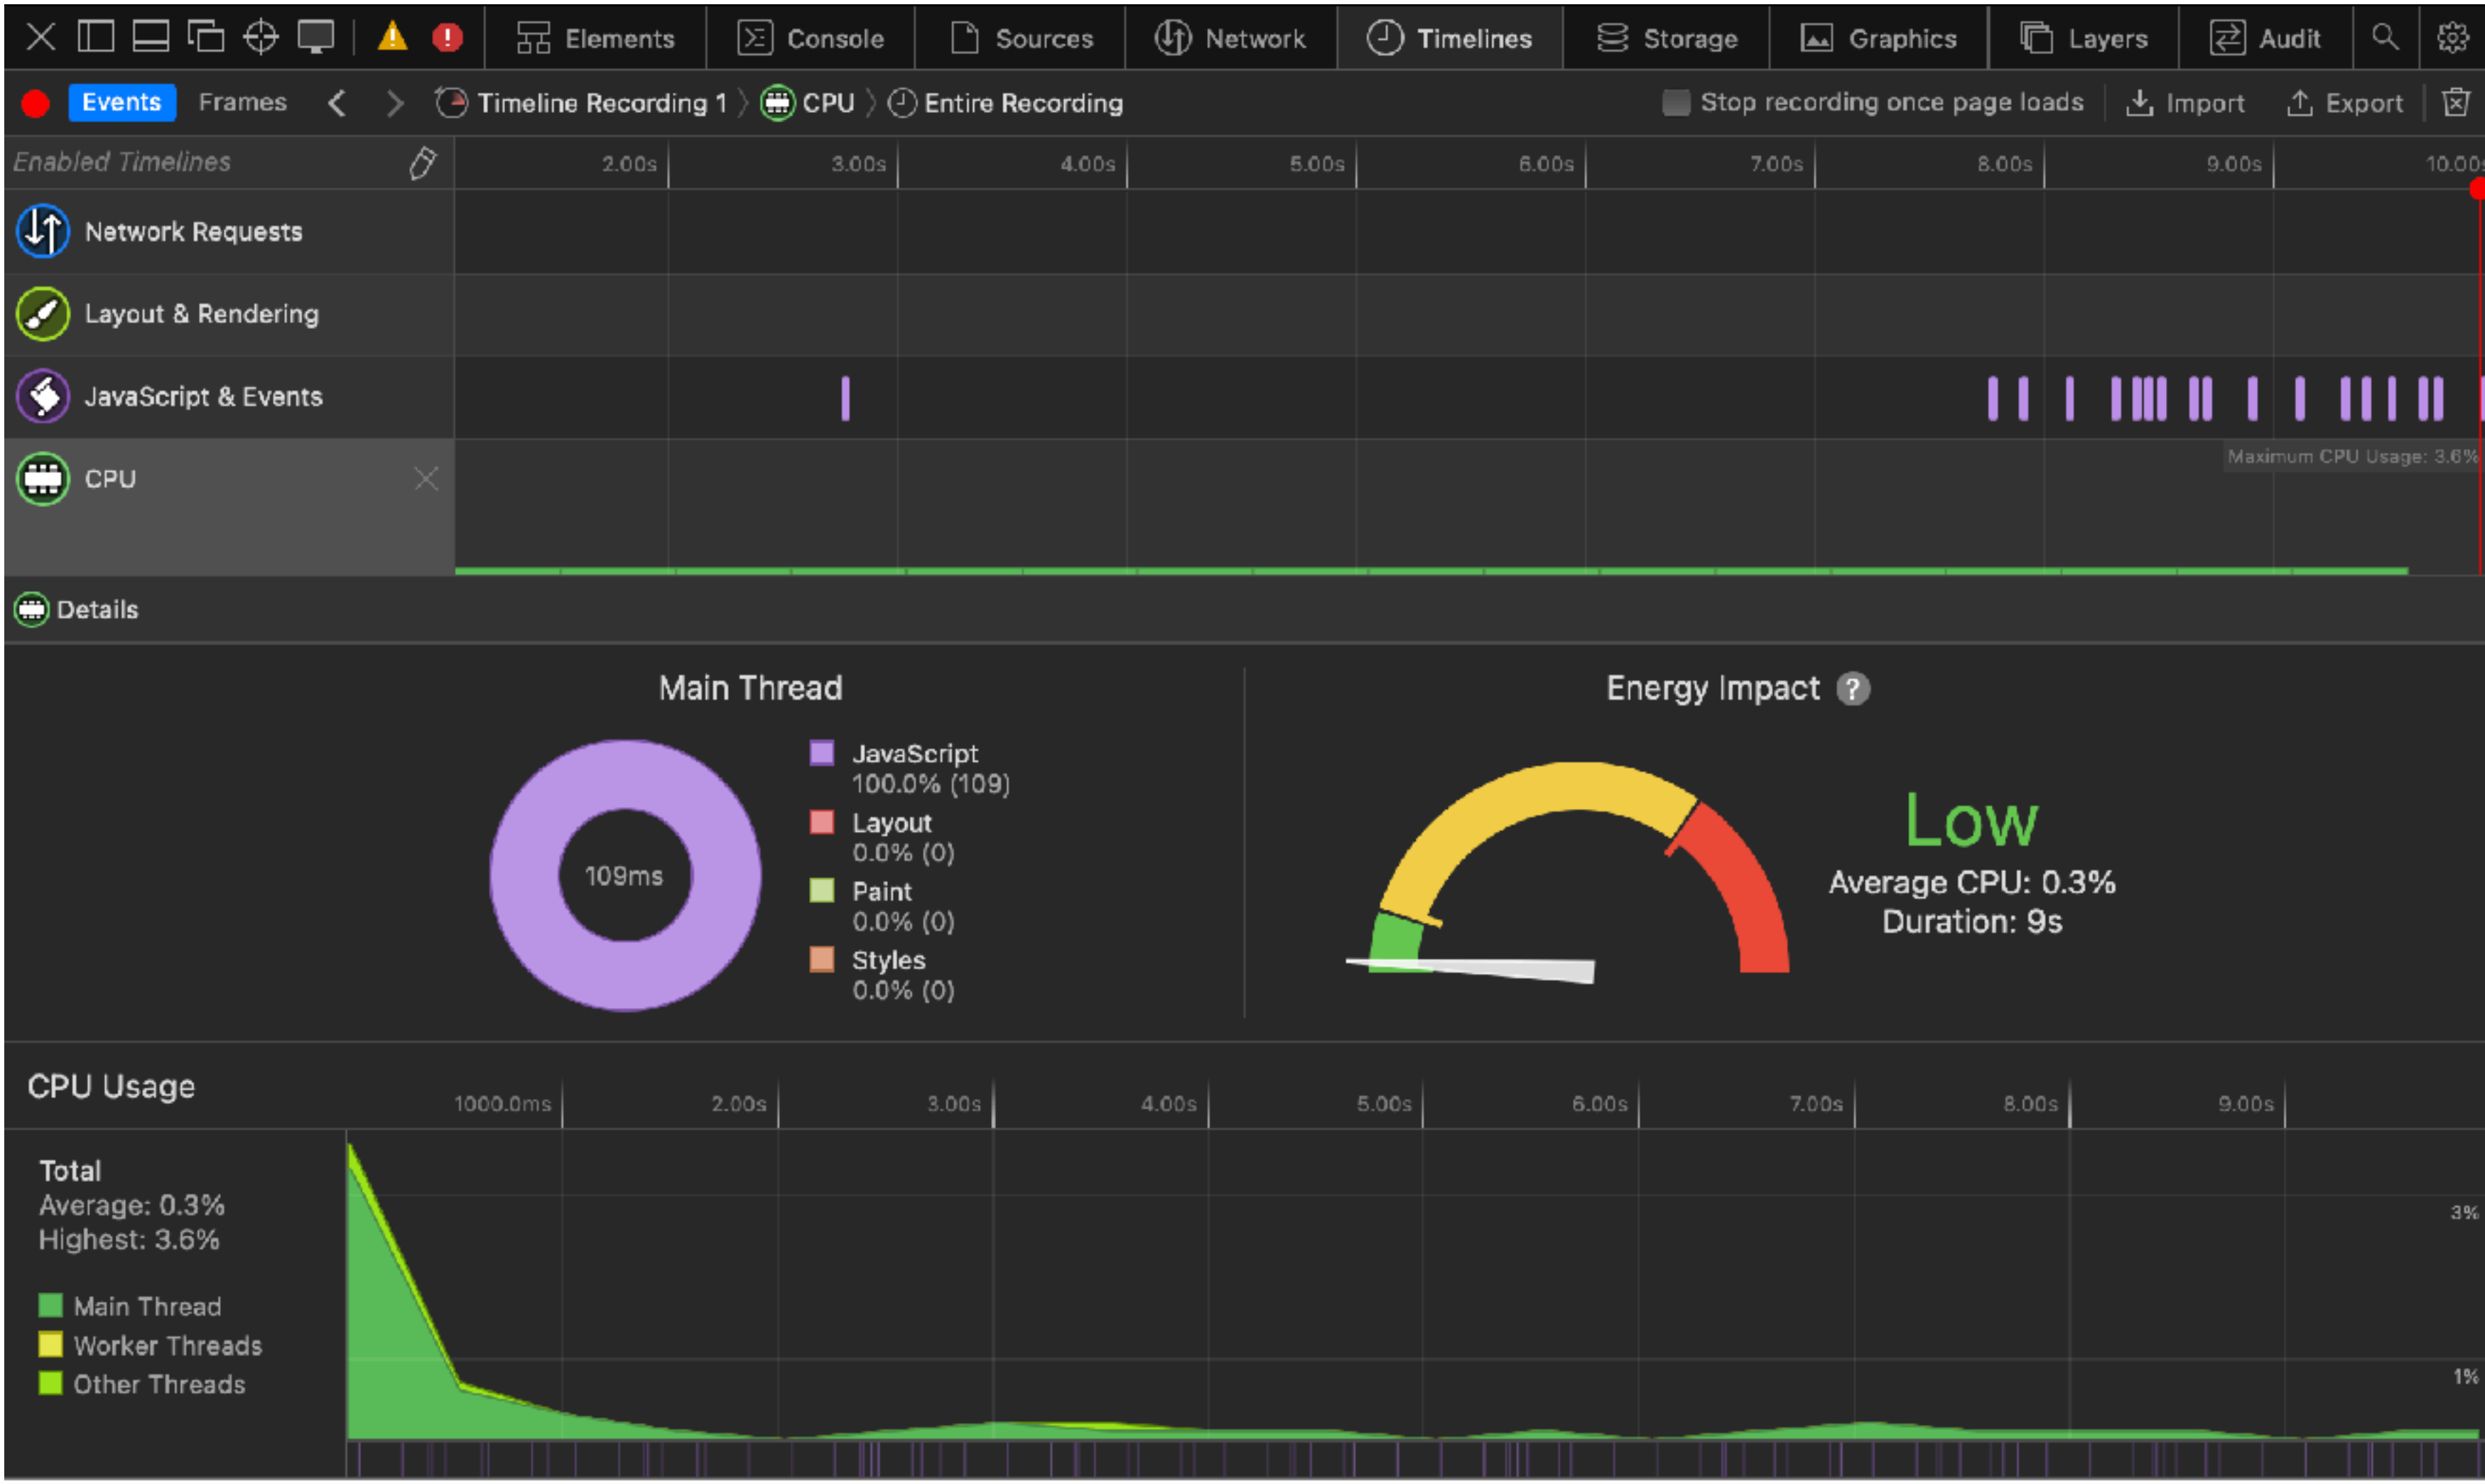 Elements Console Sources Network Timelines Storage Graphics Layers Audit
Events Frames Timeline Recording 1 CPU Entire Recording Stop recording once page loads Import Export
Enabled Timelines 2.00s 3.00s 4.00s 5.00s 6.00s 7.00s 8.00s 9.00s 10.00s
Network Requests
Layout & Rendering
JavaScript & Events
Maximum CPU Usage: 3.6%
CPU
Details
Main Thread
109ms
JavaScript
100.0% (109)
Layout
0.0% (0)
Paint
0.0% (0)
Styles
0.0% (0)
Energy Impact ?
Low
Average CPU: 0.3%
Duration: 9s
CPU Usage
1000.0ms 2.00s 3.00s 4.00s 5.00s 6.00s 7.00s 8.00s 9.00s
Total
Average: 0.3%
Highest: 3.6%
Main Thread
Worker Threads
Other Threads
3%
1%